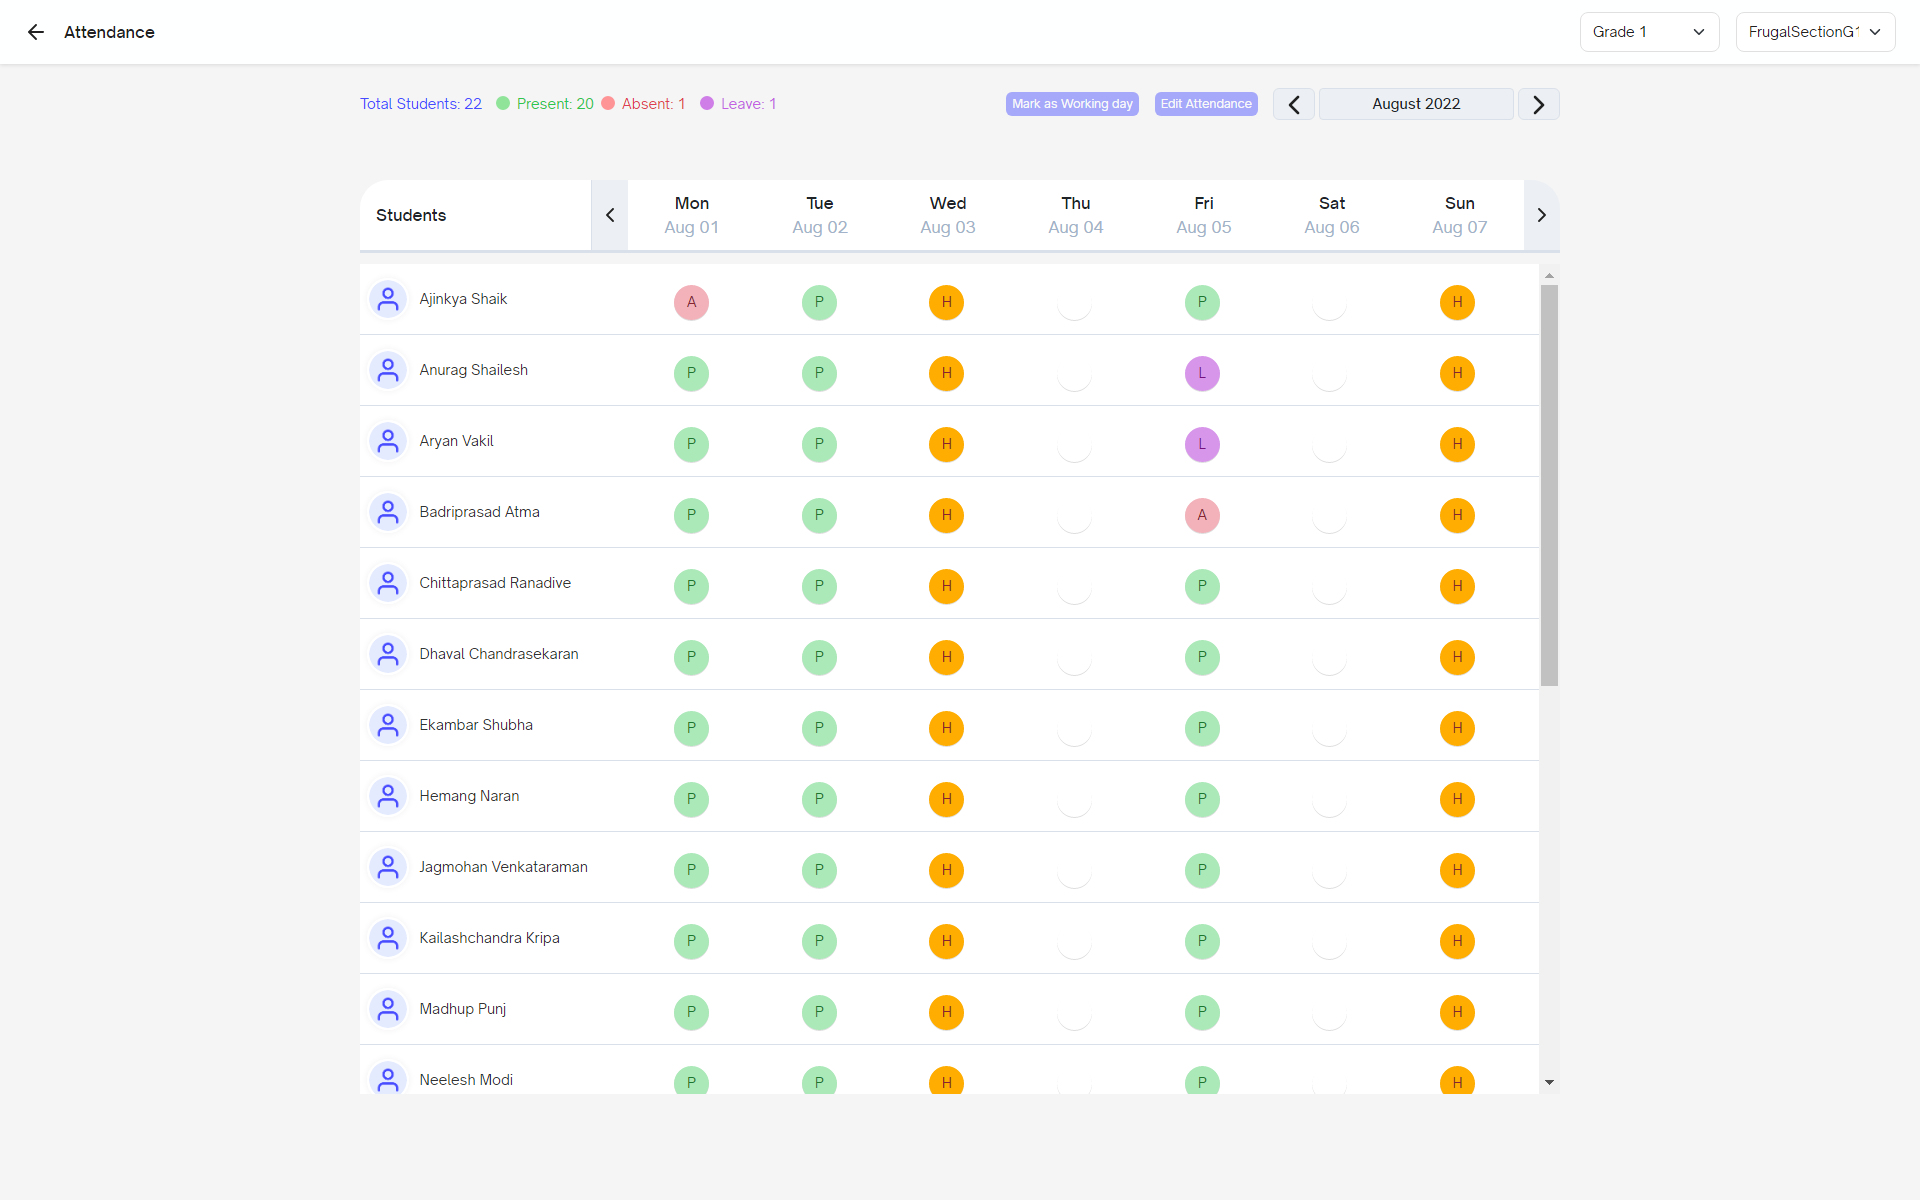 Attendance
Grade 1
FrugalSectionG1
Total Students: 22 Present: 20 Absent: 1 Leave: 1
Mark as Working day
Edit Attendance
August 2022
Students
Mon Tue Wed Thu Fri Sat Sun
Aug 01 Aug 02 Aug 03 Aug 04 Aug 05 Aug 06 Aug 07
Ajinkya Shaik A P H P H
Anurag Shailesh P P H L H
Aryan Vakil P P H L H
Badriprasad Atma P P H A H
Chittaprasad Ranadive P P H P H
Dhaval Chandrasekaran P P H P H
Ekambar Shubha P P H P H
Hemang Naran P P H P H
Jagmohan Venkataraman P P H P H
Kailashchandra Kripa P P H P H
Madhup Punj P P H P H
Neelesh Modi P P H P H